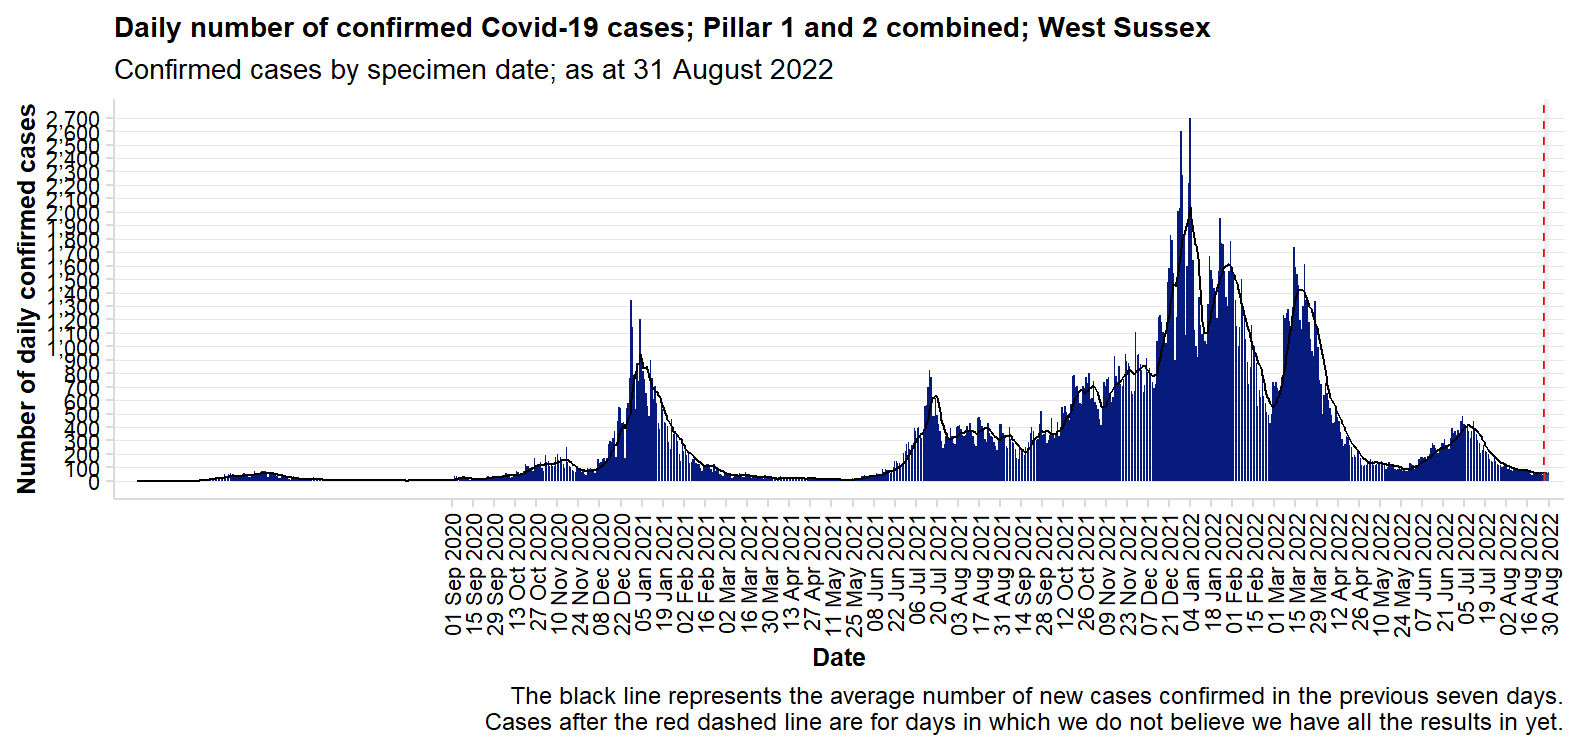 Daily number of confirmed Covid-19 cases; Pillar 1 and 2 combined; West Sussex
Confirmed cases by specimen date; as at 31 August 2022
Number of daily confirmed cases
2,700
2,600
2,500
2,400
2,300
2,200
2,100
2,000
1,900
1,800
1,700
1,600
1,500
1,400
1,300
1,200
1,100
1,000
900
800
700
600
500
400
300
200
100
0
01 Sep 2020
15 Sep 2020
29 Sep 2020
13 Oct 2020
27 Oct 2020
10 Nov 2020
24 Nov 2020
08 Dec 2020
22 Dec 2020
05 Jan 2021
19 Jan 2021
02 Feb 2021
16 Feb 2021
02 Mar 2021
16 Mar 2021
30 Mar 2021
13 Apr 2021
27 Apr 2021
11 May 2021
25 May 2021
08 Jun 2021
22 Jun 2021
06 Jul 2021
20 Jul 2021
03 Aug 2021
17 Aug 2021
31 Aug 2021
14 Sep 2021
28 Sep 2021
12 Oct 2021
26 Oct 2021
09 Nov 2021
23 Nov 2021
07 Dec 2021
21 Dec 2021
04 Jan 2022
18 Jan 2022
01 Feb 2022
15 Feb 2022
01 Mar 2022
15 Mar 2022
29 Mar 2022
12 Apr 2022
26 Apr 2022
10 May 2022
24 May 2022
07 Jun 2022
21 Jun 2022
05 Jul 2022
19 Jul 2022
02 Aug 2022
16 Aug 2022
30 Aug 2022
Date
The black line represents the average number of new cases confirmed in the previous seven days.
Cases after the red dashed line are for days in which we do not believe we have all the results in yet.